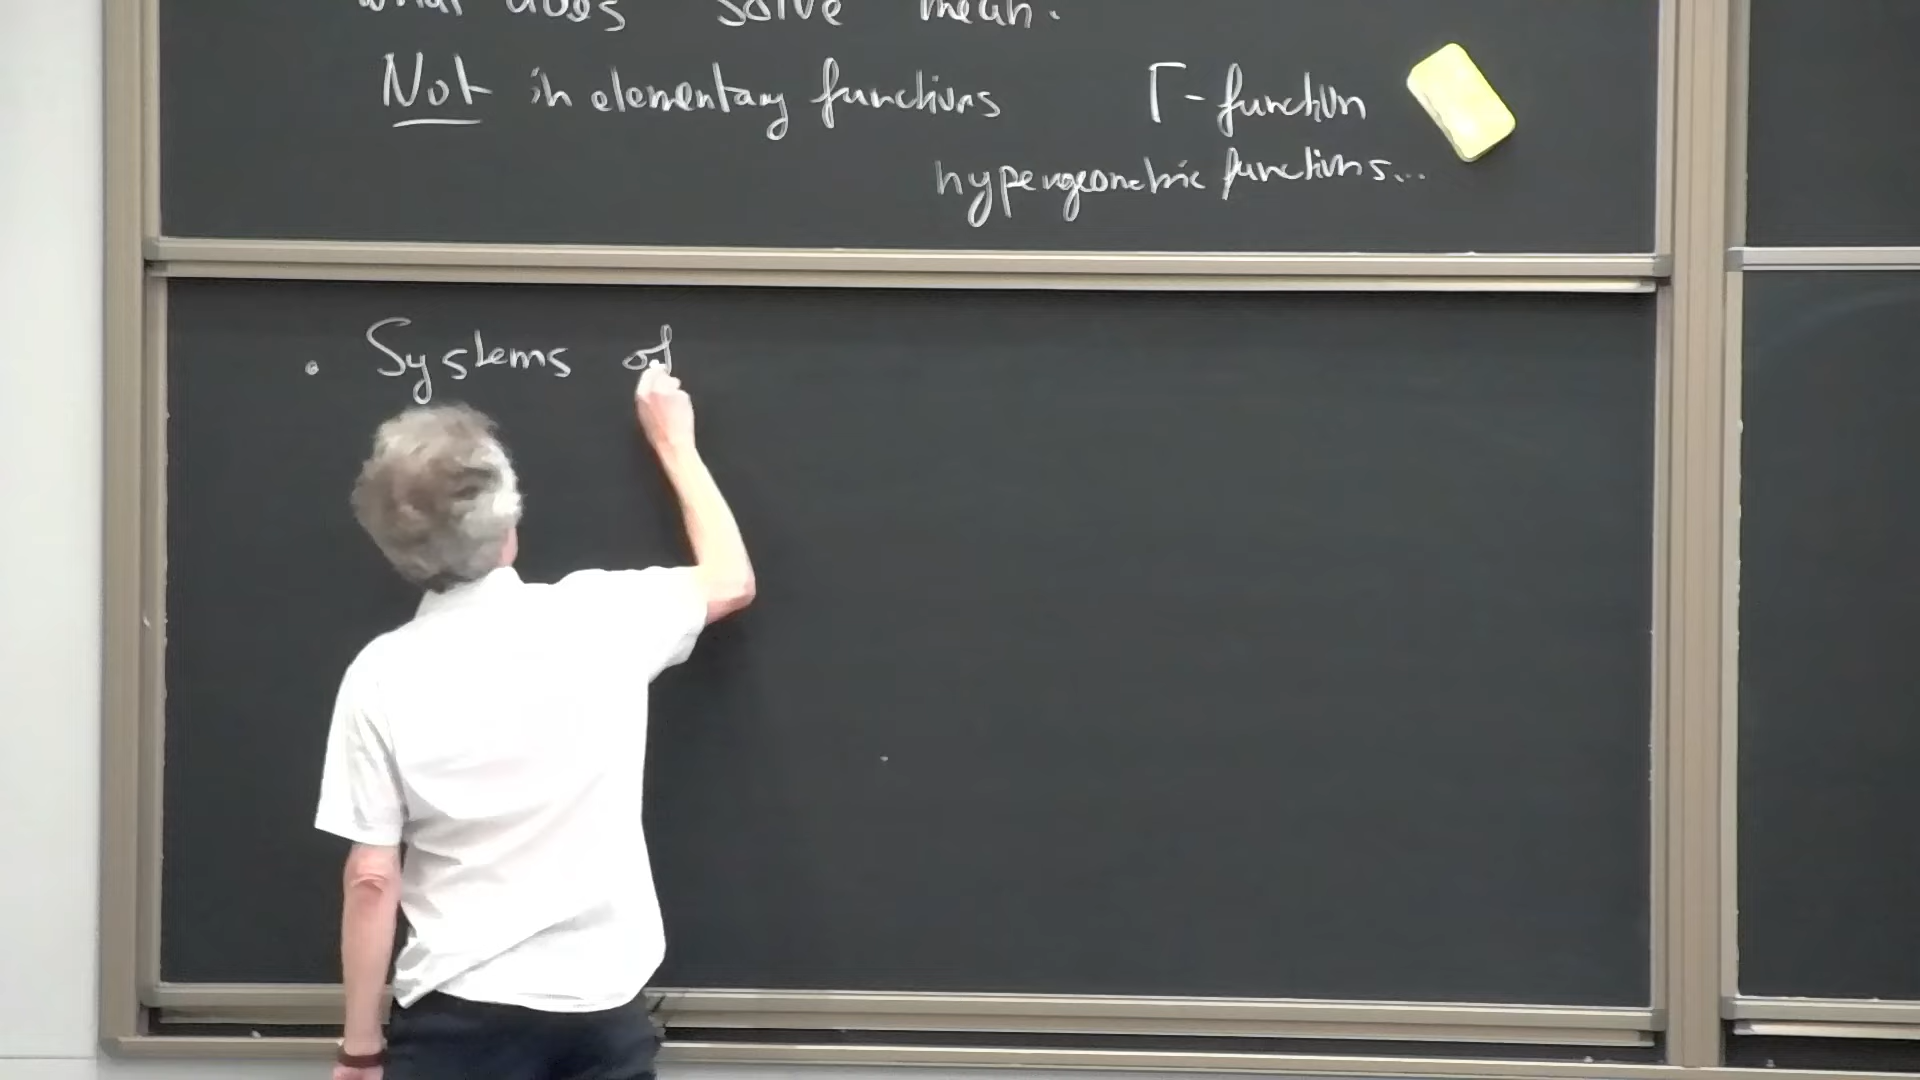 what does solve mean.
Not in elementary functions Γ-function
hypergeometric functions...
• Systems of